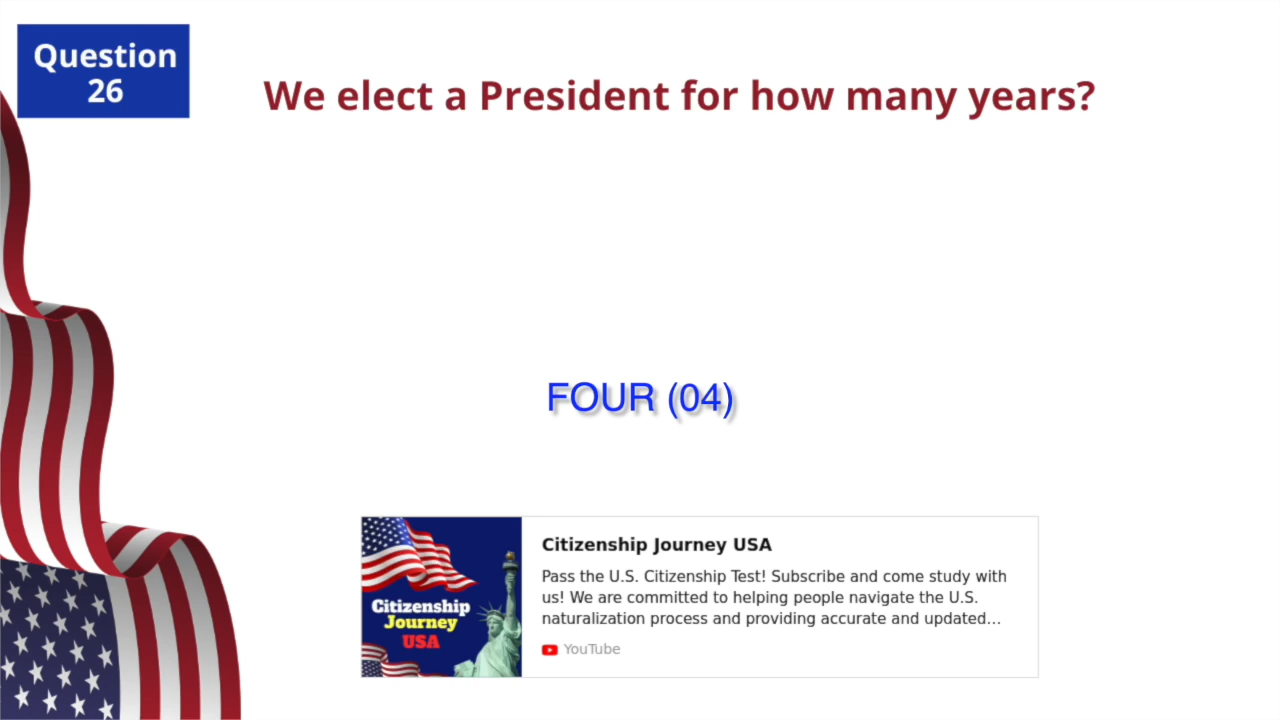 Question
26
We elect a President for how many years?
FOUR (04)
Citizenship
Journey
USA
Citizenship Journey USA
Pass the U.S. Citizenship Test! Subscribe and come study with
us! We are committed to helping people navigate the U.S.
naturalization process and providing accurate and updated...
YouTube